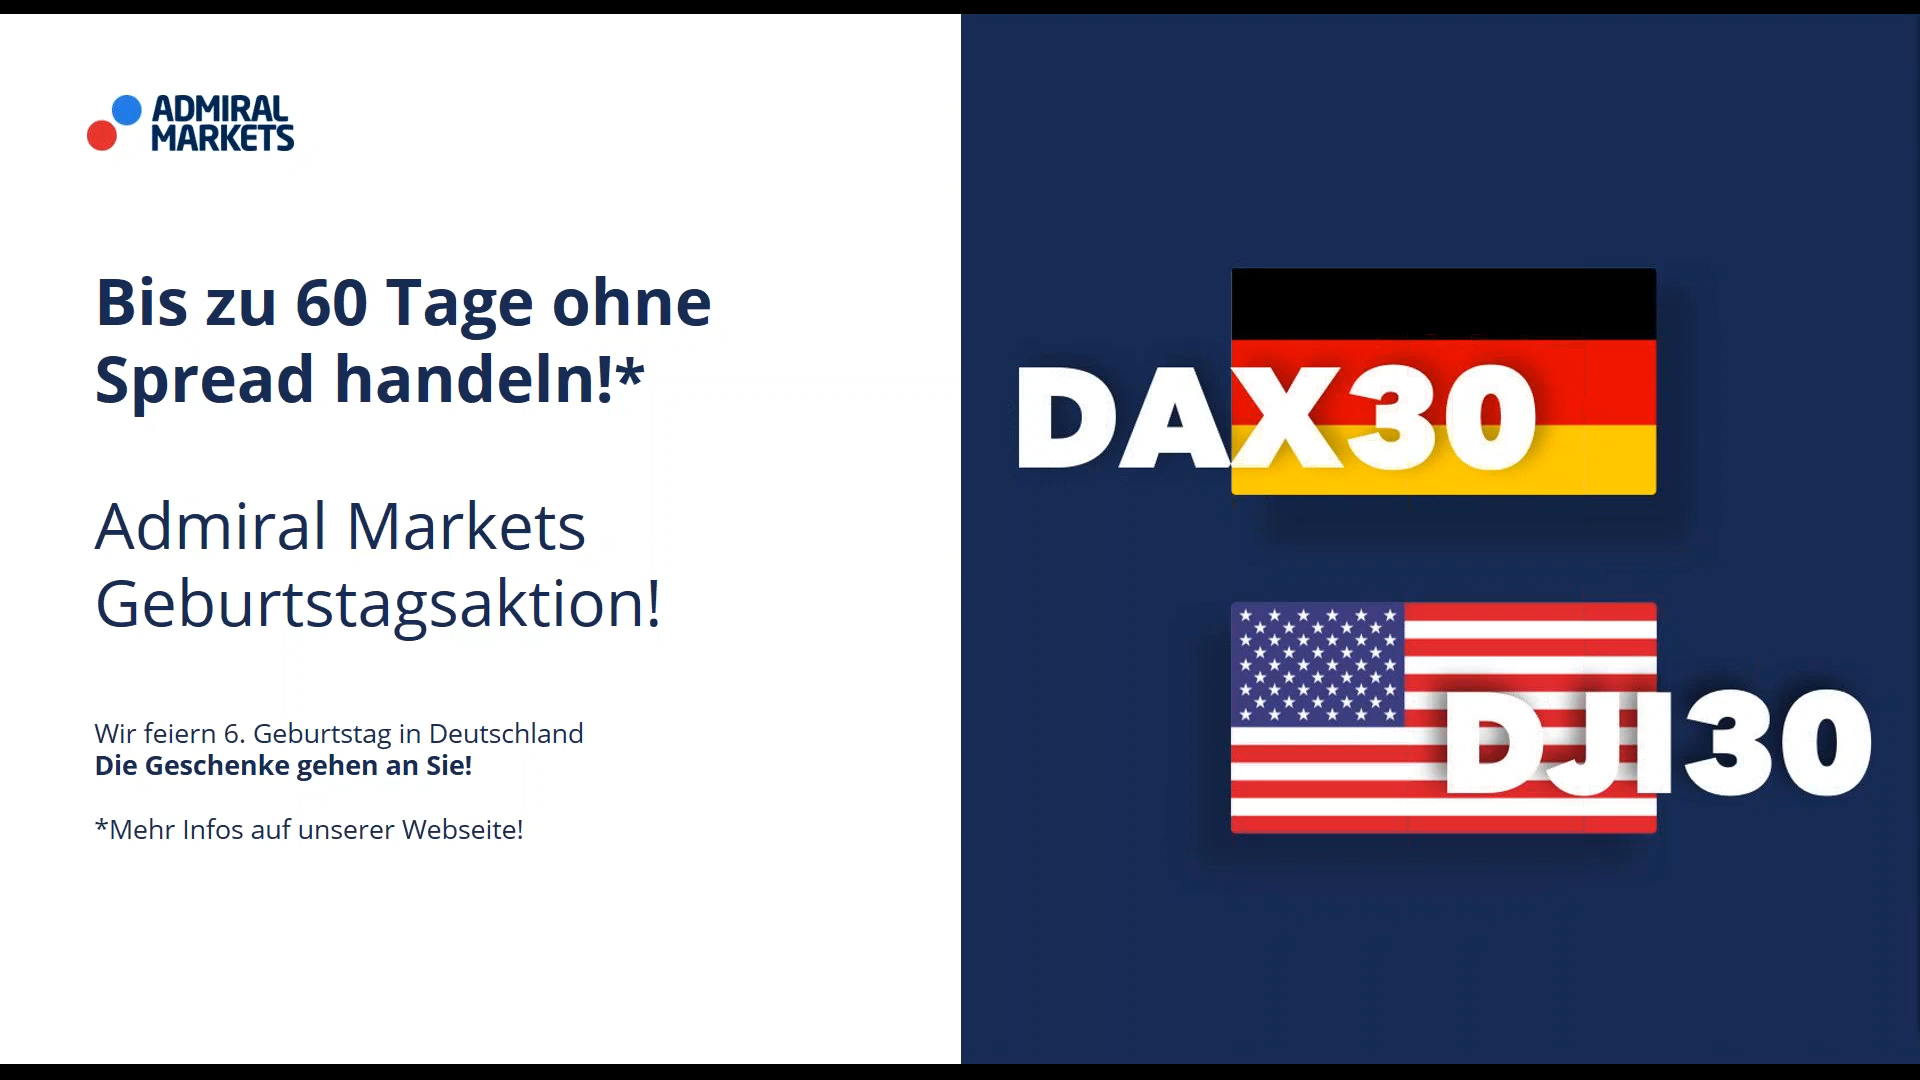 ADMIRAL
MARKETS
Bis zu 60 Tage ohne
Spread handeln!*
Admiral Markets
Geburtstagsaktion!
Wir feiern 6. Geburtstag in Deutschland
Die Geschenke gehen an Sie!
*Mehr Infos auf unserer Webseite!
DAX30
DJI30